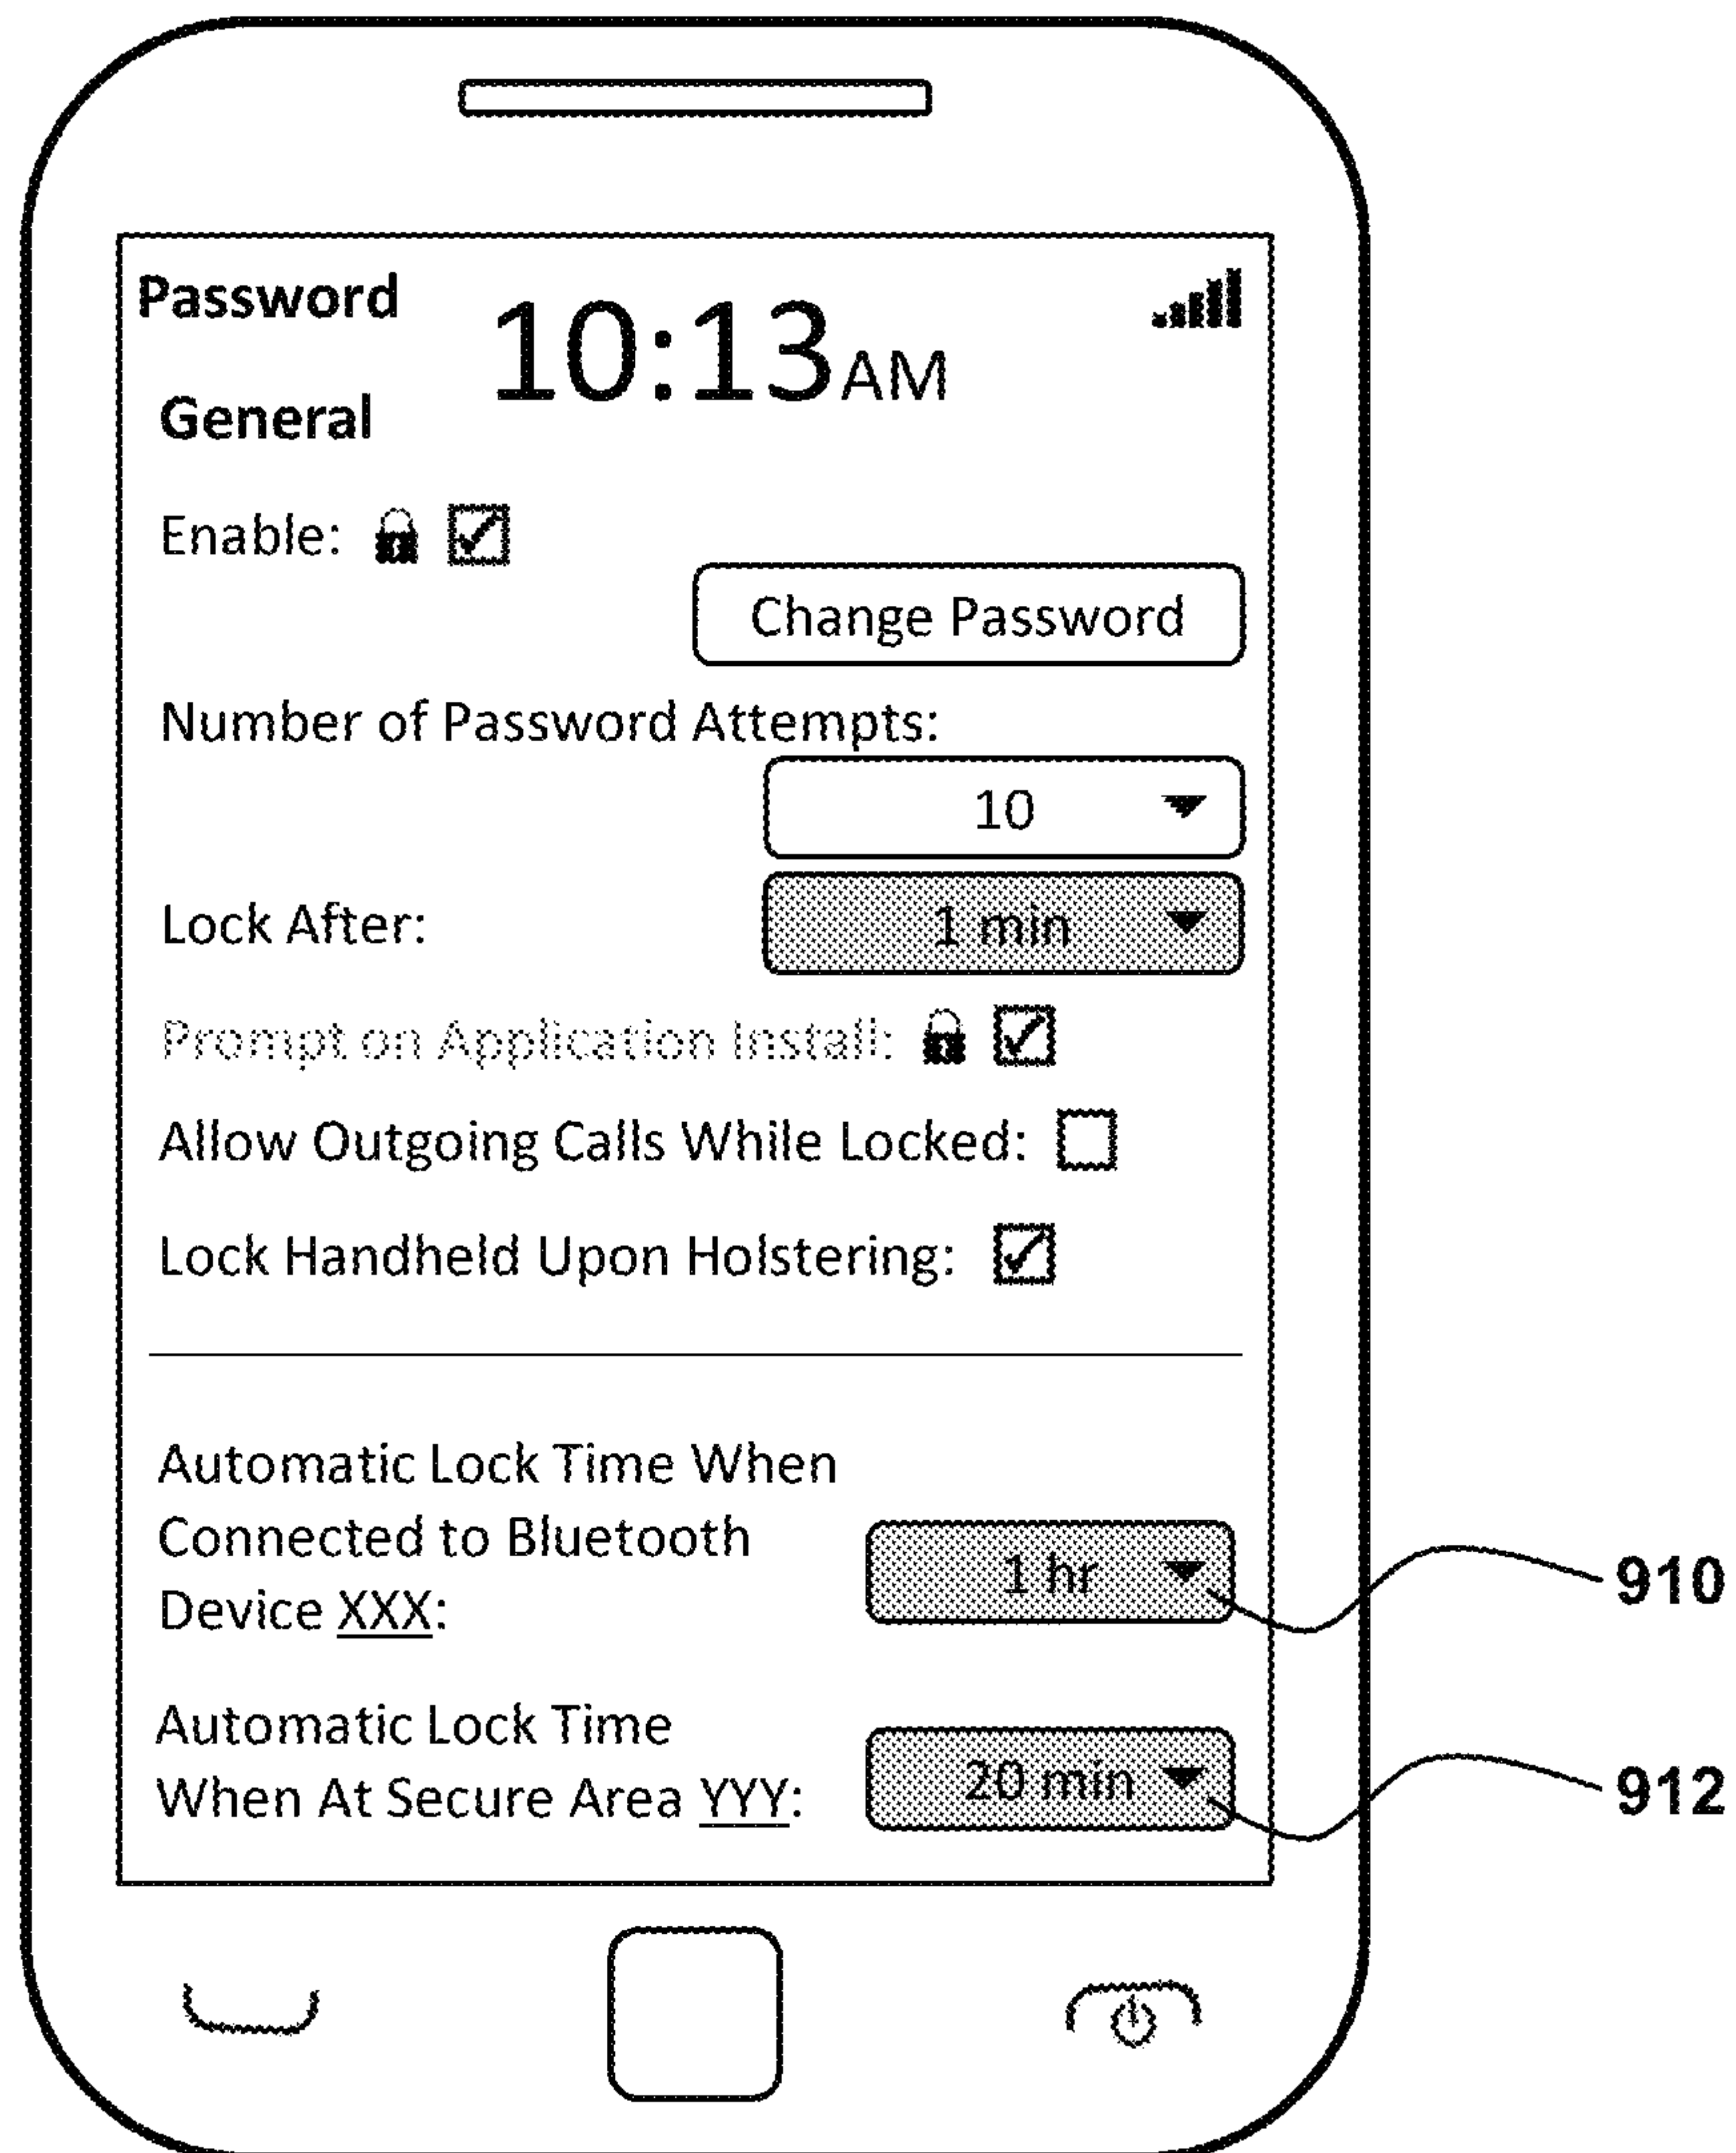 Password
10:13 AM
General
Enable:
Change Password
Number of Password Attempts:
10
Lock After:
1 min
Prompt on Application Install:
Allow Outgoing Calls While Locked:
Lock Handheld Upon Holstering:
Automatic Lock Time When
Connected to Bluetooth
Device XXX:
1 hr
910
Automatic Lock Time
When At Secure Area YYY:
20 min
912